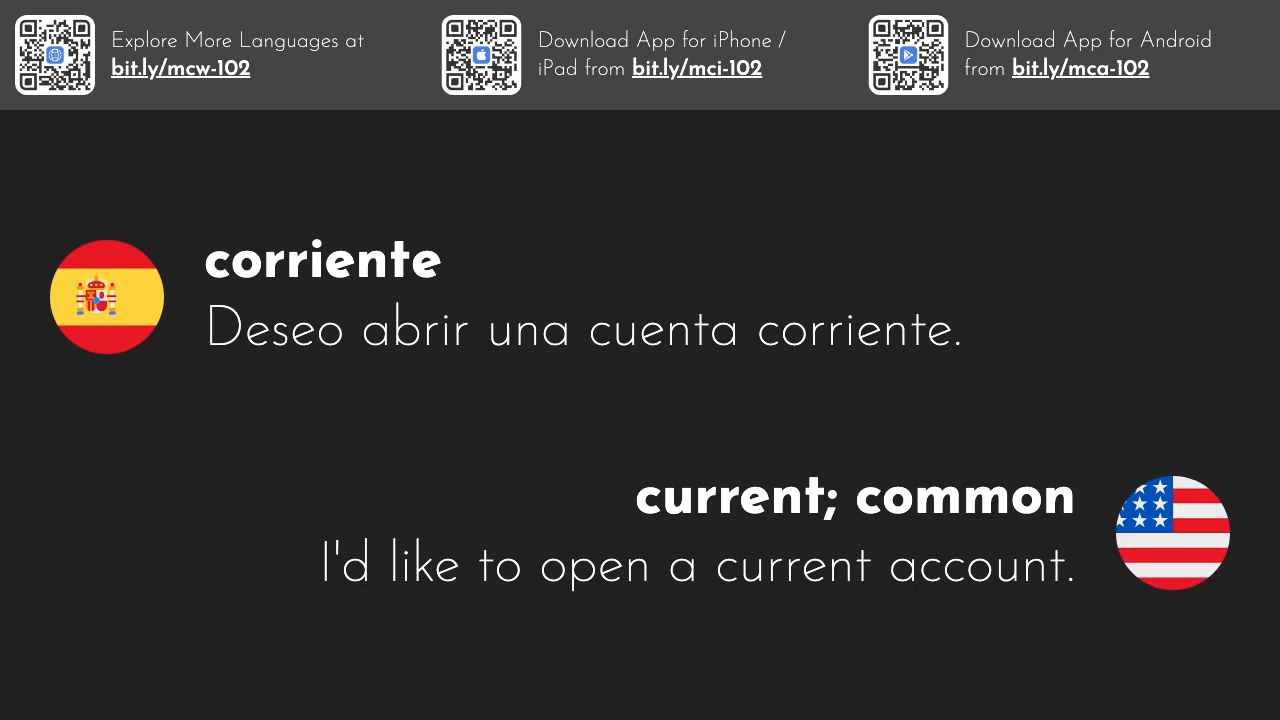 Explore More Languages at
bit.ly/mcw-102
Download App for iPhone /
iPad from bit.ly/mci-102
Download App for Android
from bit.ly/mca-102
corriente
Deseo abrir una cuenta corriente.
current; common
I'd like to open a current account.